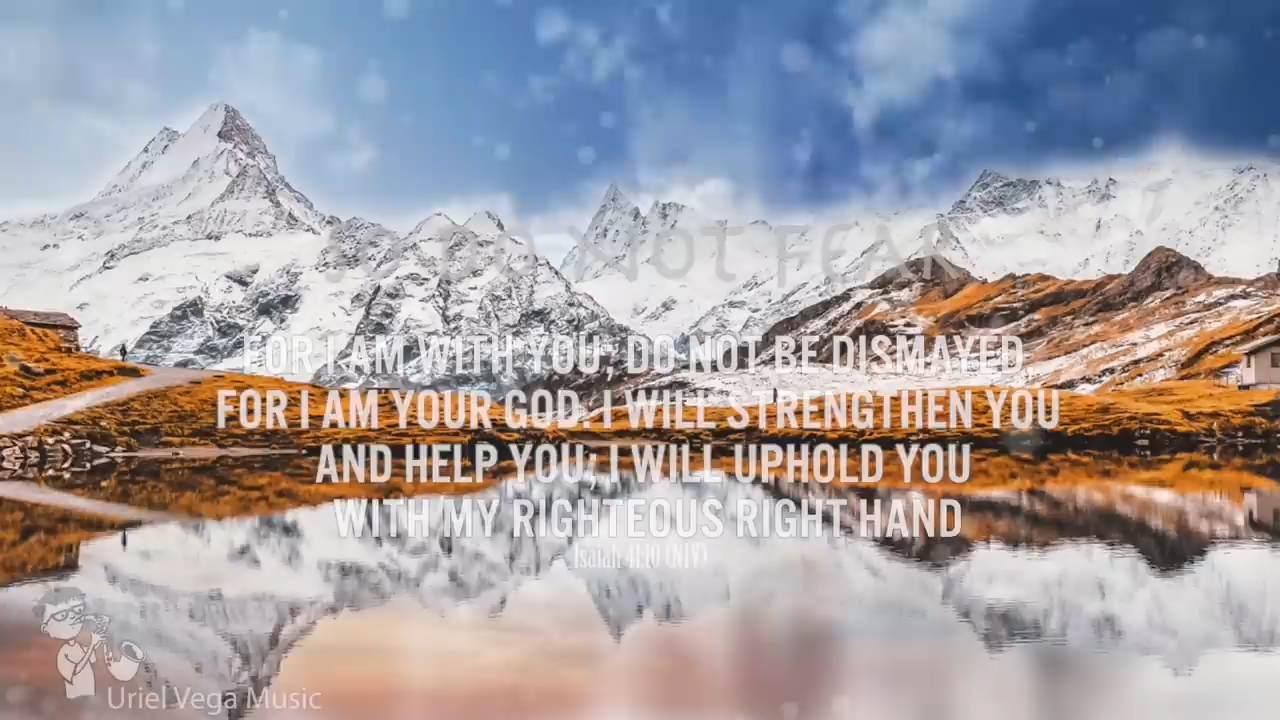 SO DO NOT FEAR
FOR I AM WITH YOU; DO NOT BE DISMAYED,
FOR I AM YOUR GOD. I WILL STRENGTHEN YOU
AND HELP YOU; I WILL UPHOLD YOU
WITH MY RIGHTEOUS RIGHT HAND
Isaiah 41:10 (NIV)
Uriel Vega Music